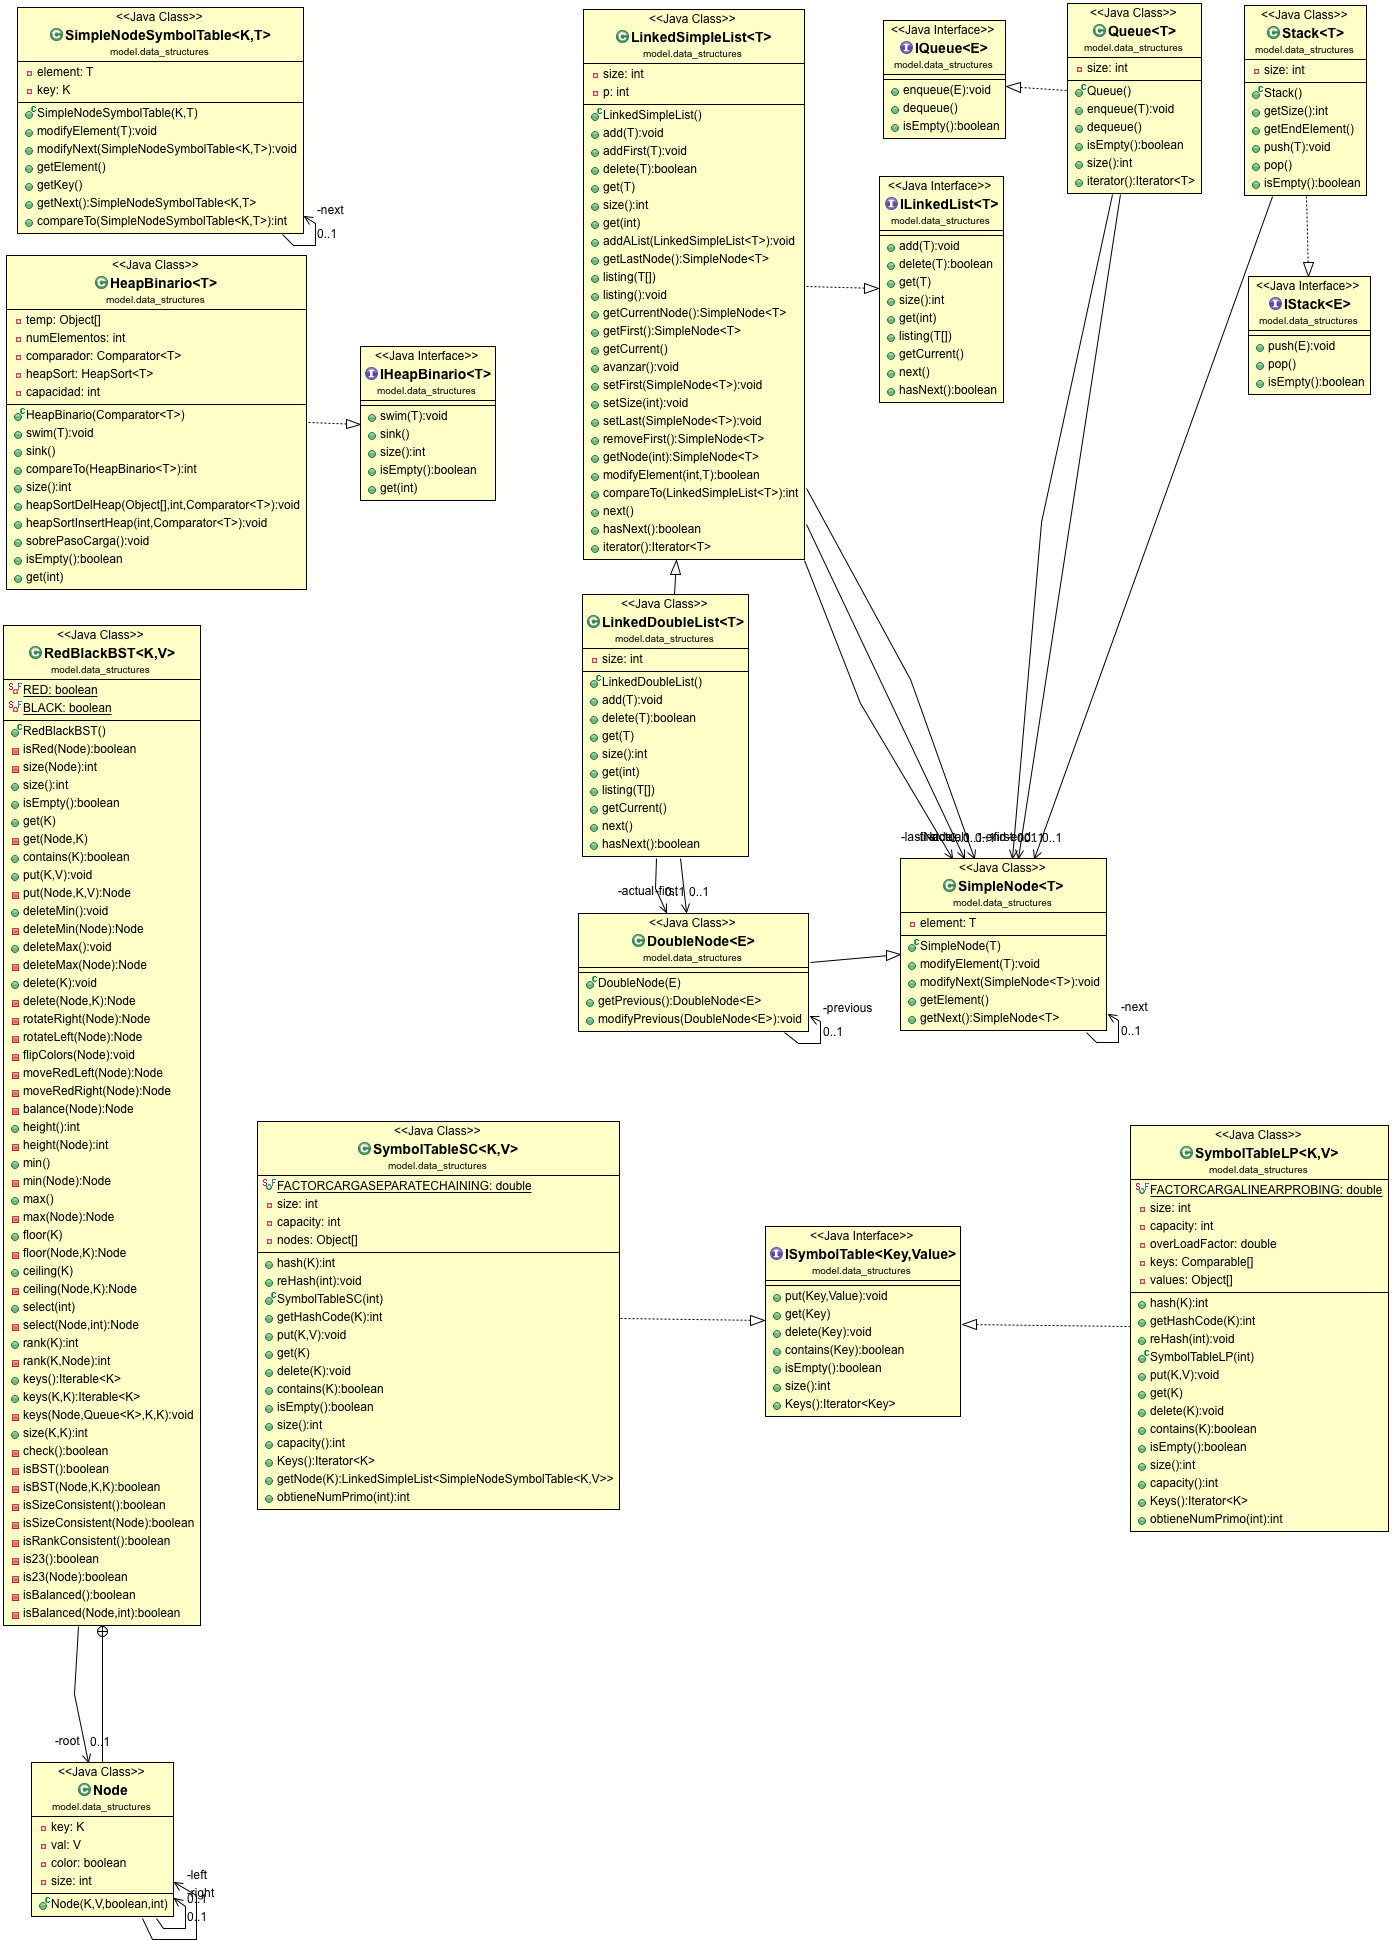 <<Java Class>>
SimpleNodeSymbolTable<K,T>
model.data_structures
element: T
key: K
SimpleNodeSymbolTable(K,T)
modifyElement(T):void
modifyNext(SimpleNodeSymbolTable<K,T>):void
getElement()
getKey()
getNext():SimpleNodeSymbolTable<K,T>
compareTo(SimpleNodeSymbolTable<K,T>):int
-next
0..1
<<Java Class>>
HeapBinario<T>
model.data_structures
temp: Object[]
numElementos: int
comparador: Comparator<T>
heapSort: HeapSort<T>
capacidad: int
HeapBinario(Comparator<T>)
swim(T):void
sink()
compareTo(HeapBinario<T>):int
size():int
heapSortDelHeap(Object[],int,Comparator<T>):void
heapSortInsertHeap(int,Comparator<T>):void
sobrePasoCarga():void
isEmpty():boolean
get(int)
<<Java Interface>>
IHeapBinario<T>
model.data_structures
swim(T):void
sink()
size():int
isEmpty():boolean
get(int)
<<Java Class>>
LinkedSimpleList<T>
model.data_structures
size: int
p: int
LinkedSimpleList()
add(T):void
addFirst(T):void
delete(T):boolean
get(T)
size():int
get(int)
addAList(LinkedSimpleList<T>):void
getLastNode():SimpleNode<T>
listing(T[])
listing():void
getCurrentNode():SimpleNode<T>
getFirst():SimpleNode<T>
getCurrent()
avanzar():void
setFirst(SimpleNode<T>):void
setSize(int):void
setLast(SimpleNode<T>):void
removeFirst():SimpleNode<T>
getNode(int):SimpleNode<T>
modifyElement(int,T):boolean
compareTo(LinkedSimpleList<T>):int
next()
hasNext():boolean
iterator():Iterator<T>
<<Java Interface>>
IQueue<E>
model.data_structures
enqueue(E):void
dequeue()
isEmpty():boolean
<<Java Class>>
Queue<T>
model.data_structures
size: int
Queue()
enqueue(T):void
dequeue()
isEmpty():boolean
size():int
iterator():Iterator<T>
<<Java Class>>
Stack<T>
model.data_structures
size: int
Stack()
getSize():int
getEndElement()
push(T):void
pop()
isEmpty():boolean
<<Java Interface>>
ILinkedList<T>
model.data_structures
add(T):void
delete(T):boolean
get(T)
size():int
get(int)
listing(T[])
getCurrent()
next()
hasNext():boolean
<<Java Interface>>
IStack<E>
model.data_structures
push(E):void
pop()
isEmpty():boolean
<<Java Class>>
LinkedDoubleList<T>
model.data_structures
size: int
LinkedDoubleList()
add(T):void
delete(T):boolean
get(T)
size():int
get(int)
listing(T[])
getCurrent()
next()
hasNext():boolean
-actual
-first
0..1
0..1
<<Java Class>>
DoubleNode<E>
model.data_structures
DoubleNode(E)
getPrevious():DoubleNode<E>
modifyPrevious(DoubleNode<E>):void
-previous
0..1
0..1
<<Java Class>>
SimpleNode<T>
model.data_structures
element: T
SimpleNode(T)
modifyElement(T):void
modifyNext(SimpleNode<T>):void
getElement()
getNext():SimpleNode<T>
-next
0..1
<<Java Class>>
RedBlackBST<K,V>
model.data_structures
RED: boolean
BLACK: boolean
RedBlackBST()
isRed(Node):boolean
size(Node):int
size():int
isEmpty():boolean
get(K)
get(Node,K)
contains(K):boolean
put(K,V):void
put(Node,K,V):Node
deleteMin():void
deleteMin(Node):Node
deleteMax():void
deleteMax(Node):Node
delete(K):void
delete(Node,K):Node
rotateRight(Node):Node
rotateLeft(Node):Node
flipColors(Node):void
moveRedLeft(Node):Node
moveRedRight(Node):Node
balance(Node):Node
height():int
height(Node):int
min()
min(Node):Node
max()
max(Node):Node
floor(K)
floor(Node,K):Node
ceiling(K)
ceiling(Node,K):Node
select(int)
select(Node,int):Node
rank(K):int
rank(K,Node):int
keys():Iterable<K>
keys(K,K):Iterable<K>
keys(Node,Queue<K>,K,K):void
size(K,K):int
check():boolean
isBST():boolean
isBST(Node,K,K):boolean
isSizeConsistent():boolean
isSizeConsistent(Node):boolean
isRankConsistent():boolean
is23():boolean
is23(Node):boolean
isBalanced():boolean
isBalanced(Node,int):boolean
-root
0..1
<<Java Class>>
Node
model.data_structures
key: K
val: V
color: boolean
size: int
Node(K,V,boolean,int)
-left
-right
0..1
0..1
<<Java Class>>
SymbolTableSC<K,V>
model.data_structures
FACTORCARGASEPARATECHAINING: double
size: int
capacity: int
nodes: Object[]
hash(K):int
reHash(int):void
SymbolTableSC(int)
getHashCode(K):int
put(K,V):void
get(K)
delete(K):void
contains(K):boolean
isEmpty():boolean
size():int
capacity():int
Keys():Iterator<K>
getNode(K):LinkedSimpleList<SimpleNodeSymbolTable<K,V>>
obtieneNumPrimo(int):int
<<Java Interface>>
ISymbolTable<Key,Value>
model.data_structures
put(Key,Value):void
get(Key)
delete(Key):void
contains(Key):boolean
isEmpty():boolean
size():int
Keys():Iterator<Key>
<<Java Class>>
SymbolTableLP<K,V>
model.data_structures
FACTORCARGALINEARPROBING: double
size: int
capacity: int
overLoadFactor: double
keys: Comparable[]
values: Object[]
hash(K):int
getHashCode(K):int
reHash(int):void
SymbolTableLP(int)
put(K,V):void
get(K)
delete(K):void
contains(K):boolean
isEmpty():boolean
size():int
capacity():int
Keys():Iterator<K>
obtieneNumPrimo(int):int